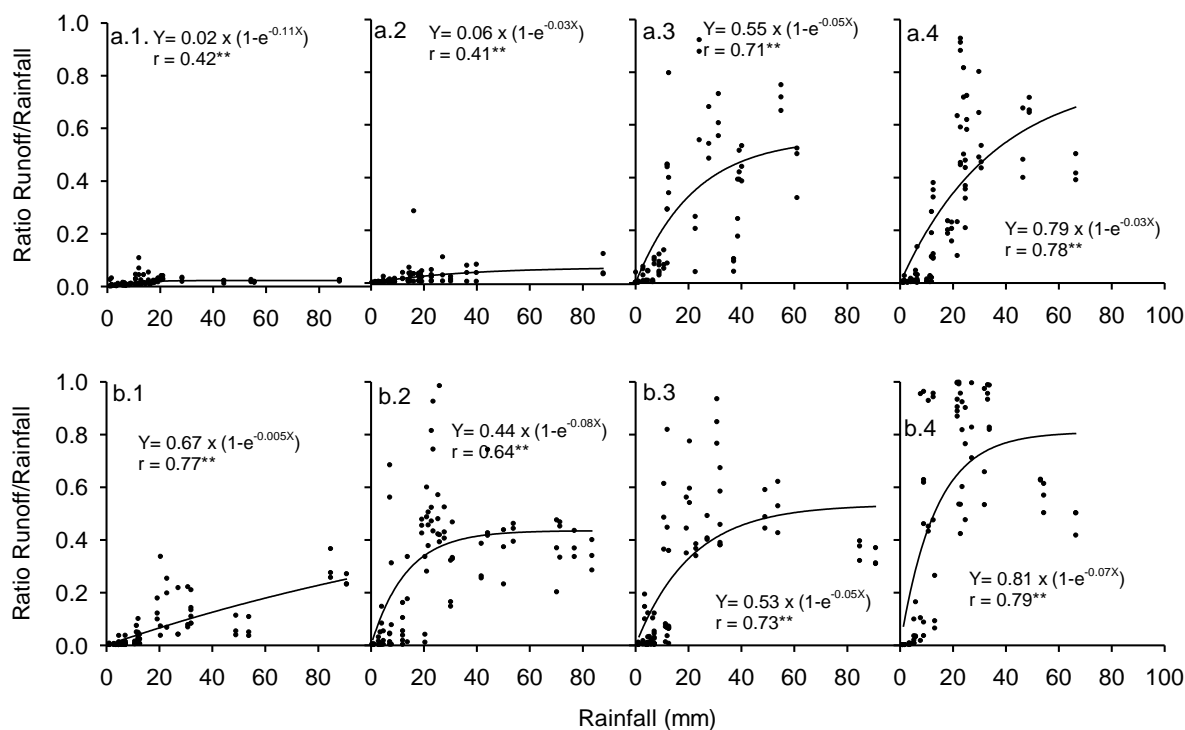 a.1. Y= 0.02 x (1-e^-0.11X)
r = 0.42**
a.2 Y= 0.06 x (1-e^-0.03X)
r = 0.41**
a.3 Y= 0.55 x (1-e^-0.05X)
r = 0.71**
a.4
Y= 0.79 x (1-e^-0.03X)
r = 0.78**
Ratio Runoff/Rainfall
1.0
0.8
0.6
0.4
0.2
0.0
0 20 40 60 80 0 20 40 60 80 0 20 40 60 80 0 20 40 60 80 100
b.1
Y= 0.67 x (1-e^-0.005X)
r = 0.77**
b.2
Y= 0.44 x (1-e^-0.08X)
r = 0.64**
b.3
Y= 0.53 x (1-e^-0.05X)
r = 0.73**
b.4
Y= 0.81 x (1-e^-0.07X)
r = 0.79**
Ratio Runoff/Rainfall
1.0
0.8
0.6
0.4
0.2
0.0
0 20 40 60 80 0 20 40 60 80 0 20 40 60 80 0 20 40 60 80 100
Rainfall (mm)